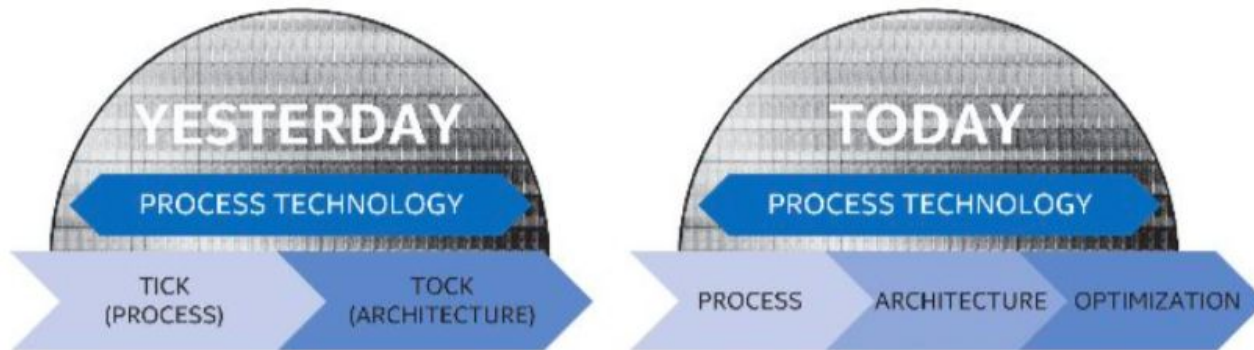 YESTERDAY
PROCESS TECHNOLOGY
TICK
(PROCESS)
TOCK
(ARCHITECTURE)
TODAY
PROCESS TECHNOLOGY
PROCESS
ARCHITECTURE
OPTIMIZATION